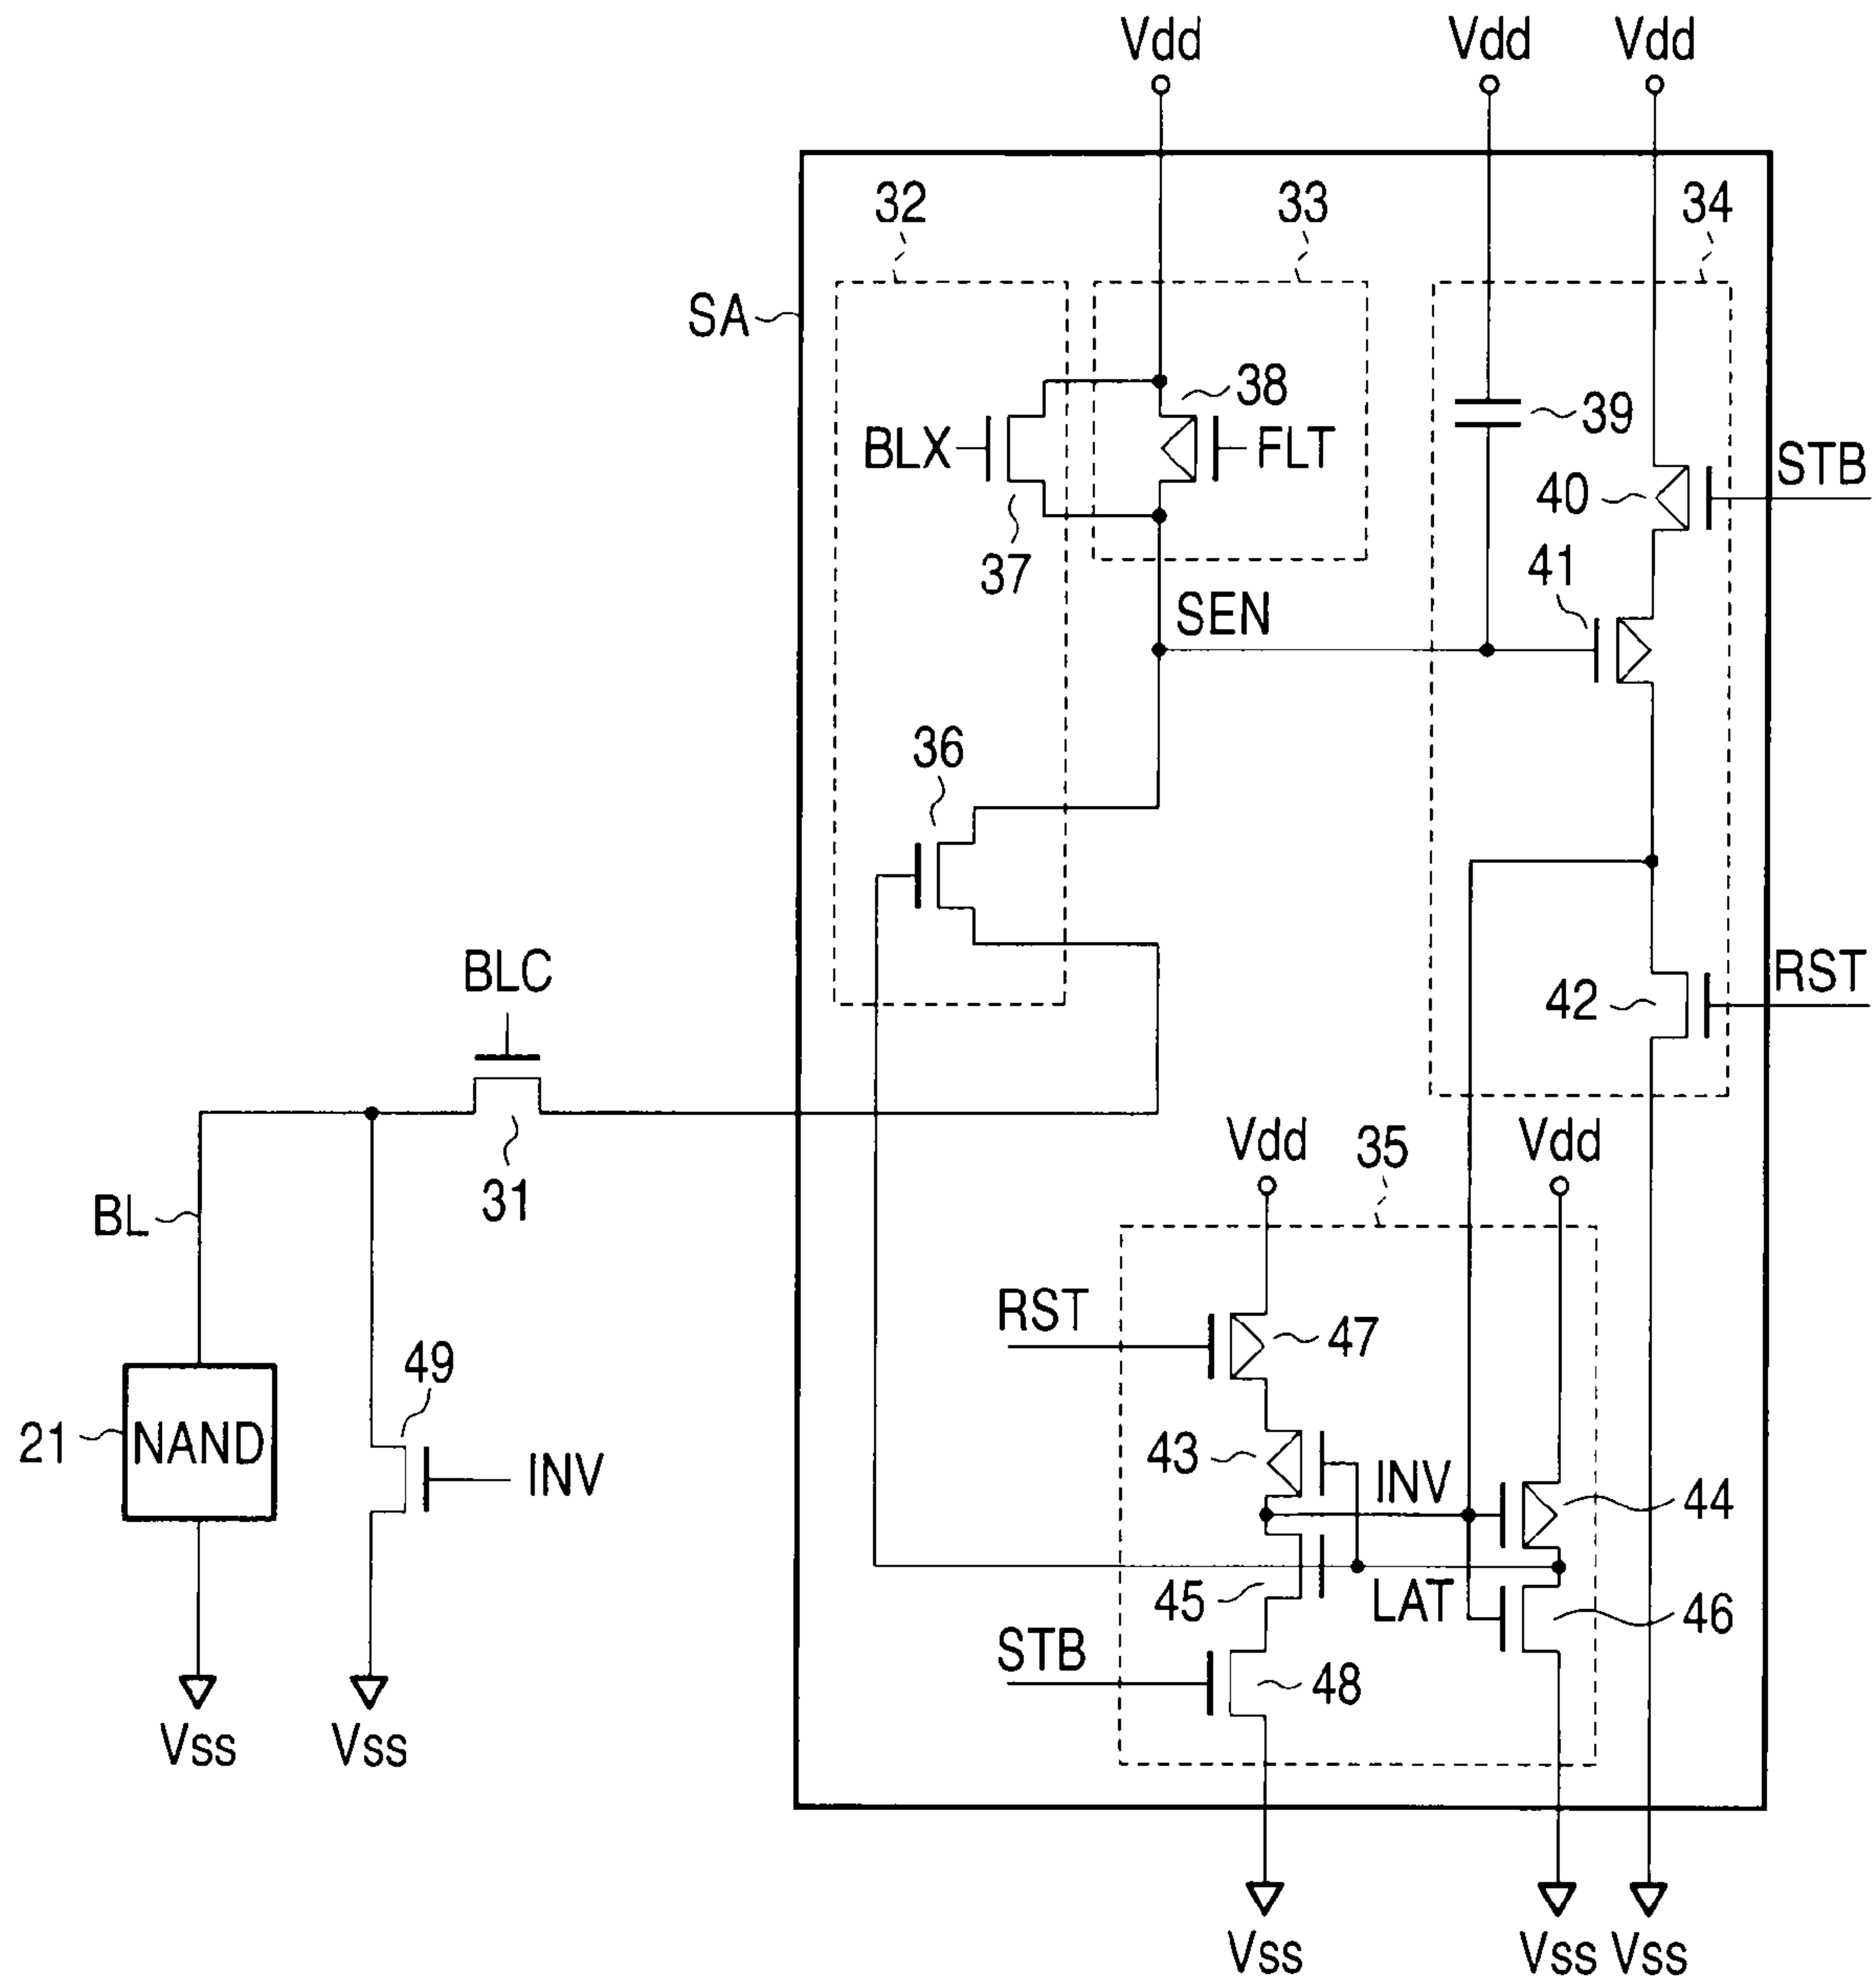 Vdd Vdd Vdd
32 33 34
SA
38
39
BLX FLT
STB
40
37 41
SEN
36
BLC RST
42
Vdd 35 Vdd
31
BL
RST
47
49
21 NAND 43 INV
INV 44
45 LAT 46
STB
48
Vss Vss
Vss Vss Vss